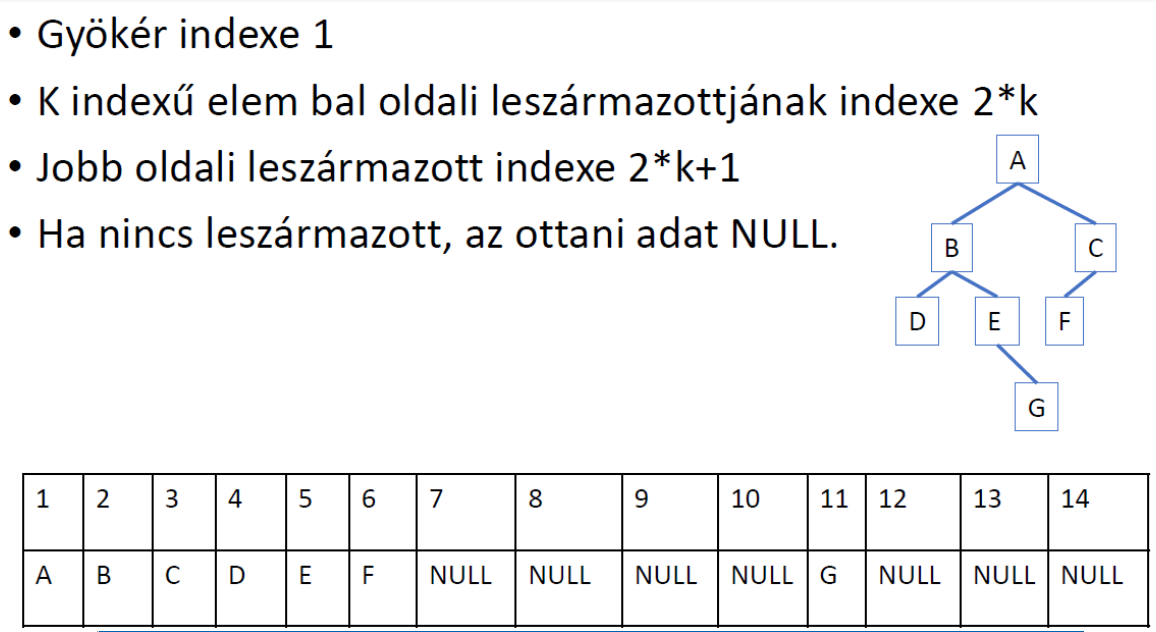 • Gyökér indexe 1
• K indexű elem bal oldali leszármazottjának indexe 2*k
• Jobb oldali leszármazott indexe 2*k+1
• Ha nincs leszármazott, az ottani adat NULL.
A
B C
D E F
G
1 2 3 4 5 6 7 8 9 10 11 12 13 14
A B C D E F NULL NULL NULL NULL G NULL NULL NULL